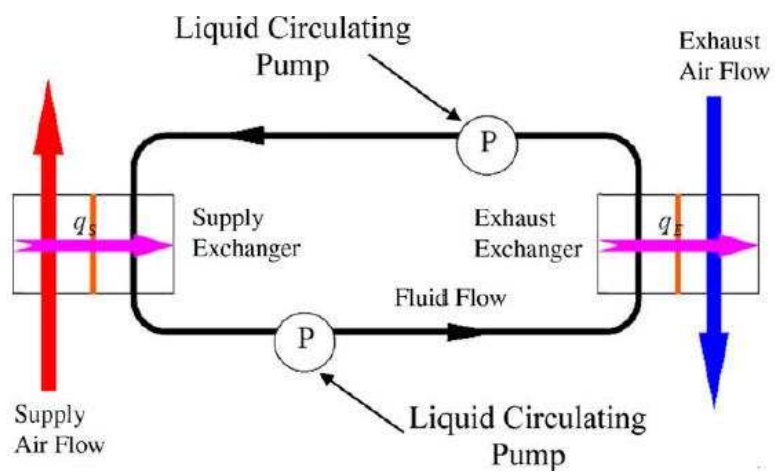 Liquid Circulating
Pump
Exhaust
Air Flow
P
q_S
Supply
Exchanger
Exhaust
Exchanger
q_E
Fluid Flow
P
Supply
Air Flow
Liquid Circulating
Pump